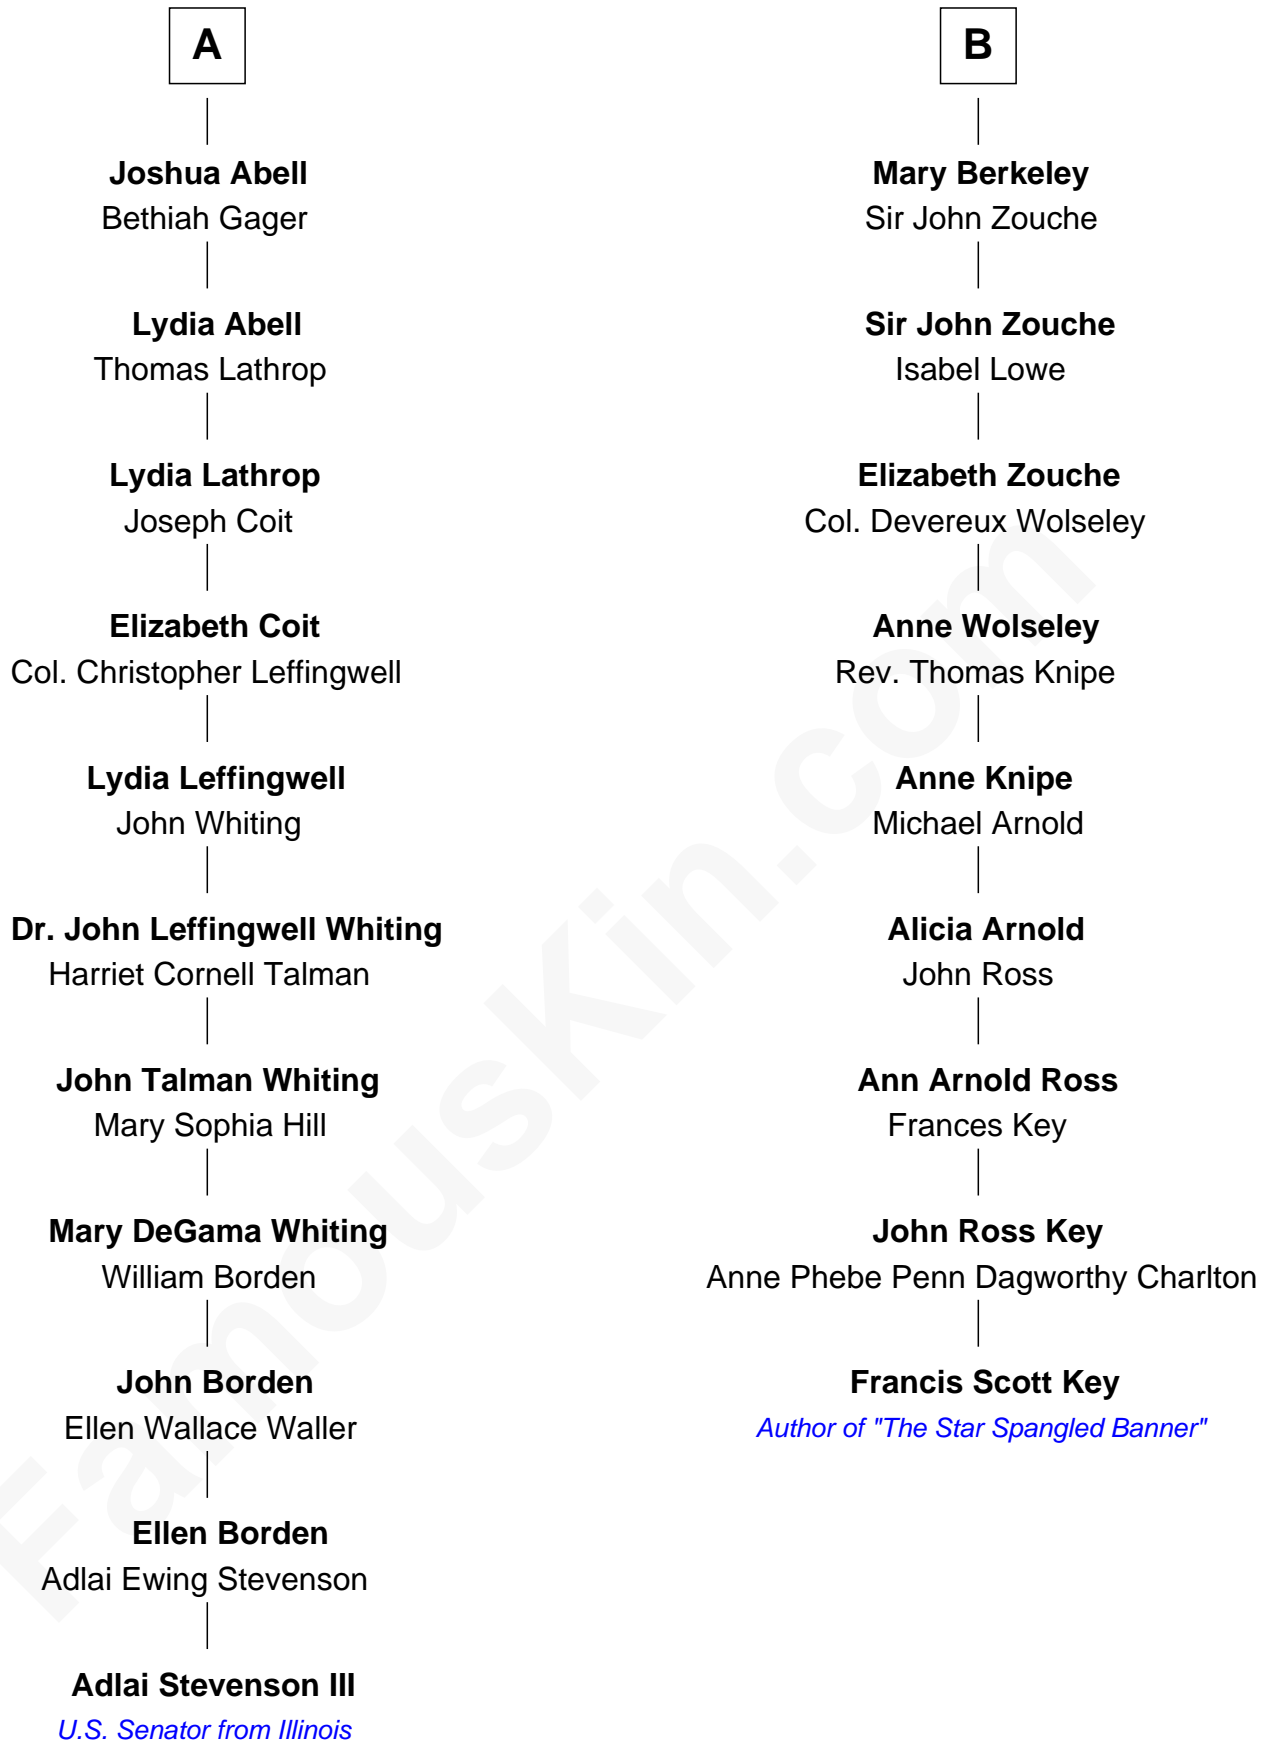 A
Joshua Abell
Bethiah Gager
Lydia Abell
Thomas Lathrop
Lydia Lathrop
Joseph Coit
Elizabeth Coit
Col. Christopher Leffingwell
Lydia Leffingwell
John Whiting
Dr. John Leffingwell Whiting
Harriet Cornell Talman
John Talman Whiting
Mary Sophia Hill
Mary DeGama Whiting
William Borden
John Borden
Ellen Wallace Waller
Ellen Borden
Adlai Ewing Stevenson
Adlai Stevenson III
U.S. Senator from Illinois
B
Mary Berkeley
Sir John Zouche
Sir John Zouche
Isabel Lowe
Elizabeth Zouche
Col. Devereux Wolseley
Anne Wolseley
Rev. Thomas Knipe
Anne Knipe
Michael Arnold
Alicia Arnold
John Ross
Ann Arnold Ross
Frances Key
John Ross Key
Anne Phebe Penn Dagworthy Charlton
Francis Scott Key
Author of "The Star Spangled Banner"
FamousKin.com